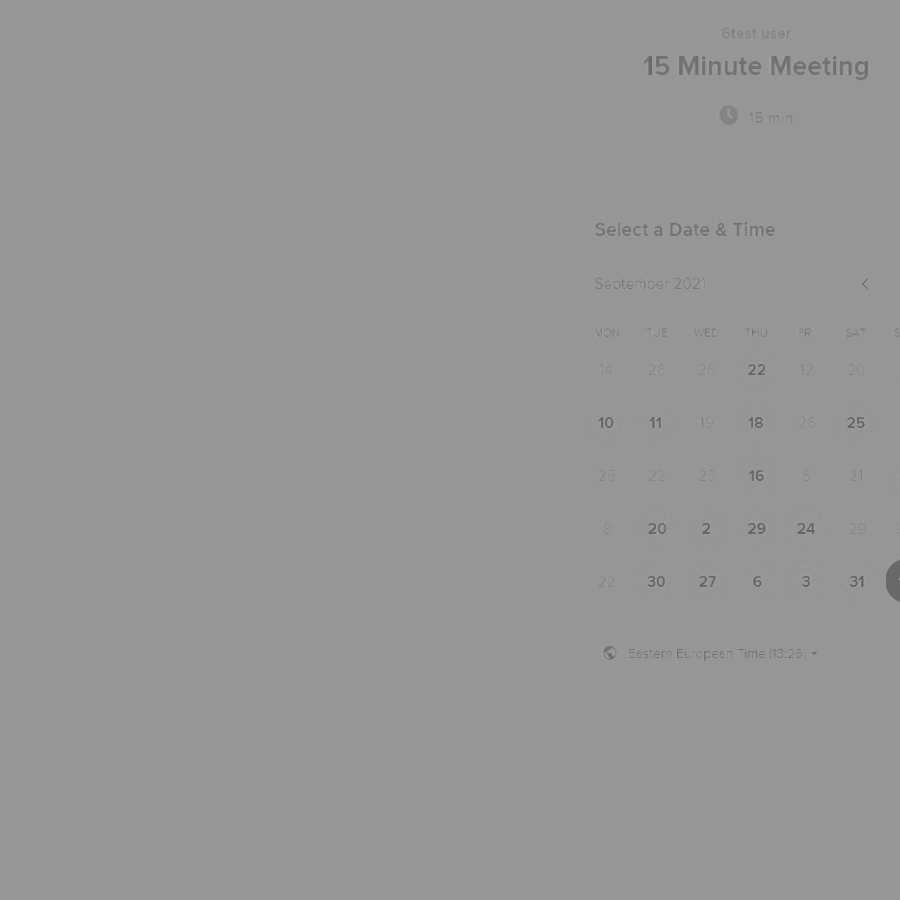 6test user
15 Minute Meeting
15 min
Select a Date & Time
September 2021
MON TUE WED THU FRI SAT
14 26 26 22 12 20
10 11 19 18 26 25
25 22 25 16 5 21
8 20 2 29 24 29
22 30 27 6 3 31
Eastern European Time (13:26)